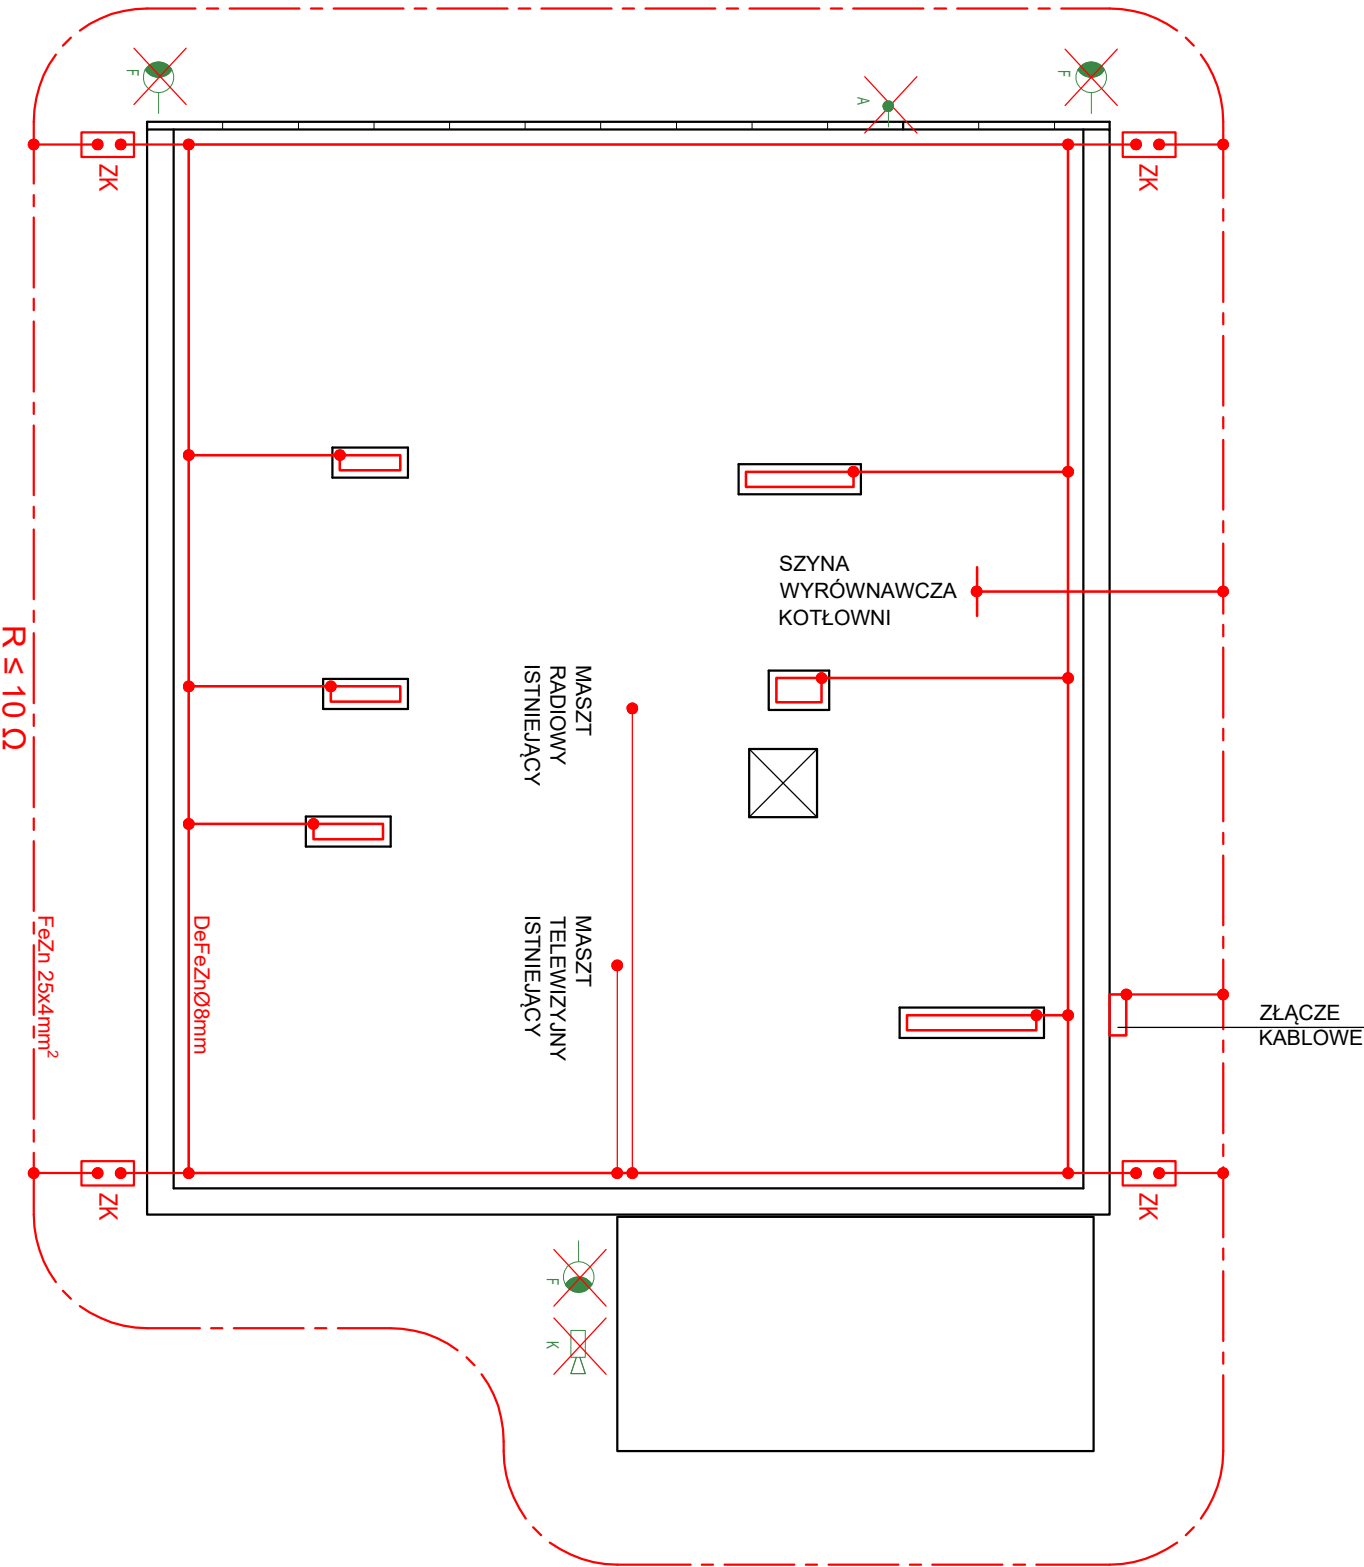 F
A
F
ZK
ZK
SZYNA
WYRÓWNAWCZA
KOTŁOWNI
R ≤ 10 Ω
MASZT
RADIOWY
ISTNIEJĄCY
MASZT
TELEWIZYJNY
ISTNIEJĄCY
DeFeZnØ8mm
FeZn 25x4mm²
ZŁĄCZE
KABLOWE
ZK
ZK
F
K